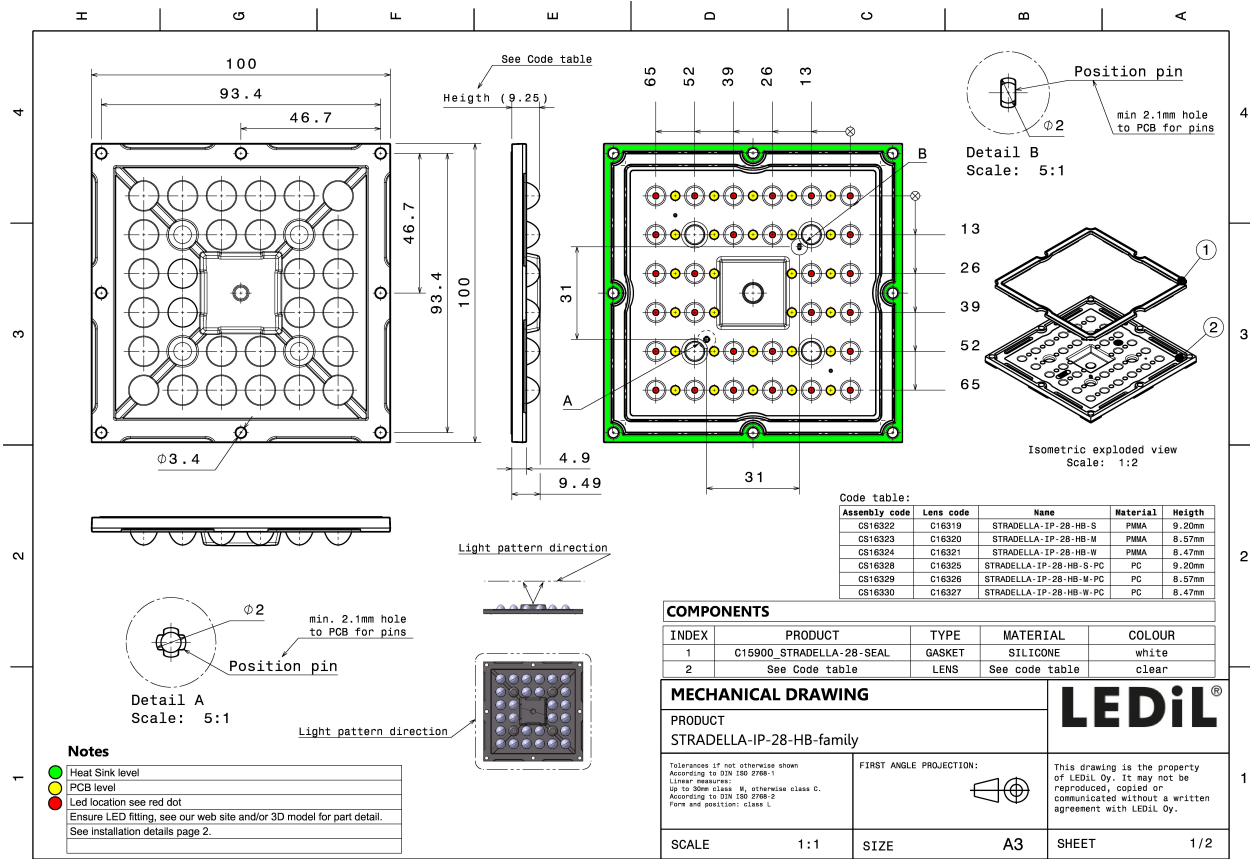 H G F E D C B A
4
3
2
1
4
3
2
1
100
93.4
46.7
46.7
93.4
100
Φ3.4
See Code table
Heigth (9.25)
4.9
9.49
65 52 39 26 13
B
13
26
39
52
65
31
A
31
Position pin
Φ2
min 2.1mm hole
to PCB for pins
Detail B
Scale: 5:1
1
2
Isometric exploded view
Scale: 1:2
Φ2
min. 2.1mm hole
to PCB for pins
Position pin
Detail A
Scale: 5:1
Light pattern direction
Light pattern direction
Code table:
Assembly code Lens code Name Material Heigth
CS16322 C16319 STRADELLA-IP-28-HB-S PMMA 9.20mm
CS16323 C16320 STRADELLA-IP-28-HB-M PMMA 8.57mm
CS16324 C16321 STRADELLA-IP-28-HB-W PMMA 8.47mm
CS16328 C16325 STRADELLA-IP-28-HB-S-PC PC 9.20mm
CS16329 C16326 STRADELLA-IP-28-HB-M-PC PC 8.57mm
CS16330 C16327 STRADELLA-IP-28-HB-W-PC PC 8.47mm
COMPONENTS
INDEX PRODUCT TYPE MATERIAL COLOUR
1 C15900_STRADELLA-28-SEAL GASKET SILICONE white
2 See Code table LENS See code table clear
MECHANICAL DRAWING
PRODUCT
STRADELLA-IP-28-HB-family
LEDiL®
Tolerances if not otherwise shown
According to DIN ISO 2768-1
Linear measures:
Up to 30mm class M, otherwise class C.
According to DIN ISO 2768-2
Form and position: class L
FIRST ANGLE PROJECTION:
This drawing is the property
of LEDiL Oy. It may not be
reproduced, copied or
communicated without a written
agreement with LEDiL Oy.
SCALE 1:1 SIZE A3 SHEET 1/2
Notes
Heat Sink level
PCB level
Led location see red dot
Ensure LED fitting, see our web site and/or 3D model for part detail.
See installation details page 2.